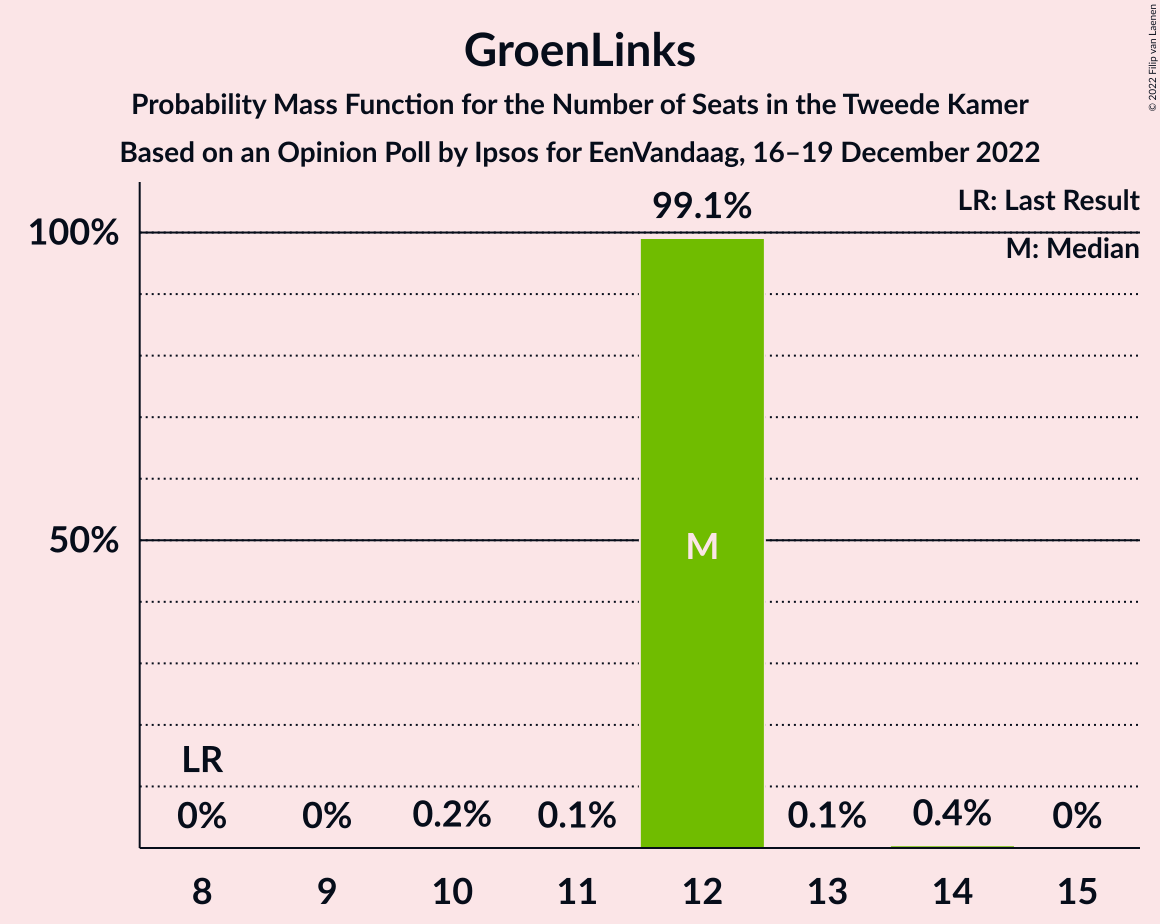 GroenLinks
Probability Mass Function for the Number of Seats in the Tweede Kamer
Based on an Opinion Poll by Ipsos for EenVandaag, 16–19 December 2022
© 2022 Filip van Laenen
LR: Last Result
M: Median
99.1%
100%
50%
M
LR
0% 0% 0.2% 0.1% 0.1% 0.4% 0%
8 9 10 11 12 13 14 15